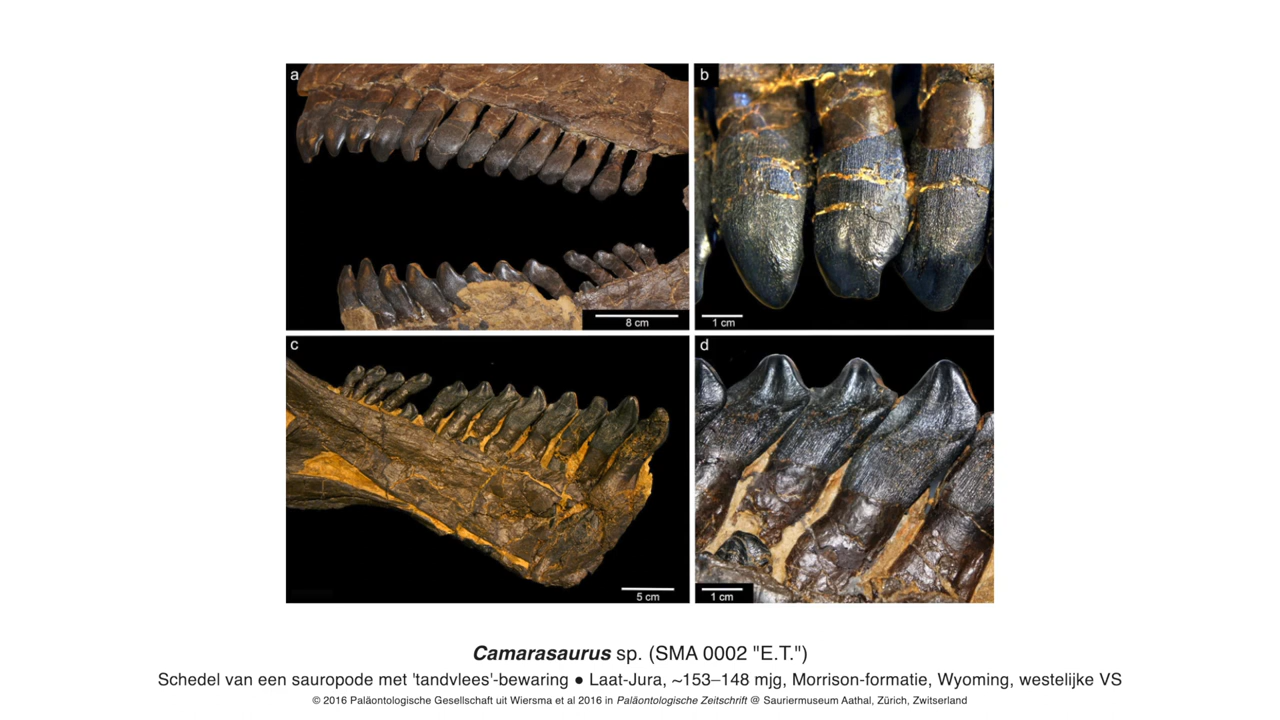 a
b
8 cm
1 cm
c
d
5 cm
1 cm
Camarasaurus sp. (SMA 0002 "E.T.")
Schedel van een sauropode met 'tandvlees'-bewaring ● Laat-Jura, ~153–148 mjg, Morrison-formatie, Wyoming, westelijke VS
© 2016 Paläontologische Gesellschaft uit Wiersma et al 2016 in Paläontologische Zeitschrift @ Sauriermuseum Aathal, Zürich, Zwitserland